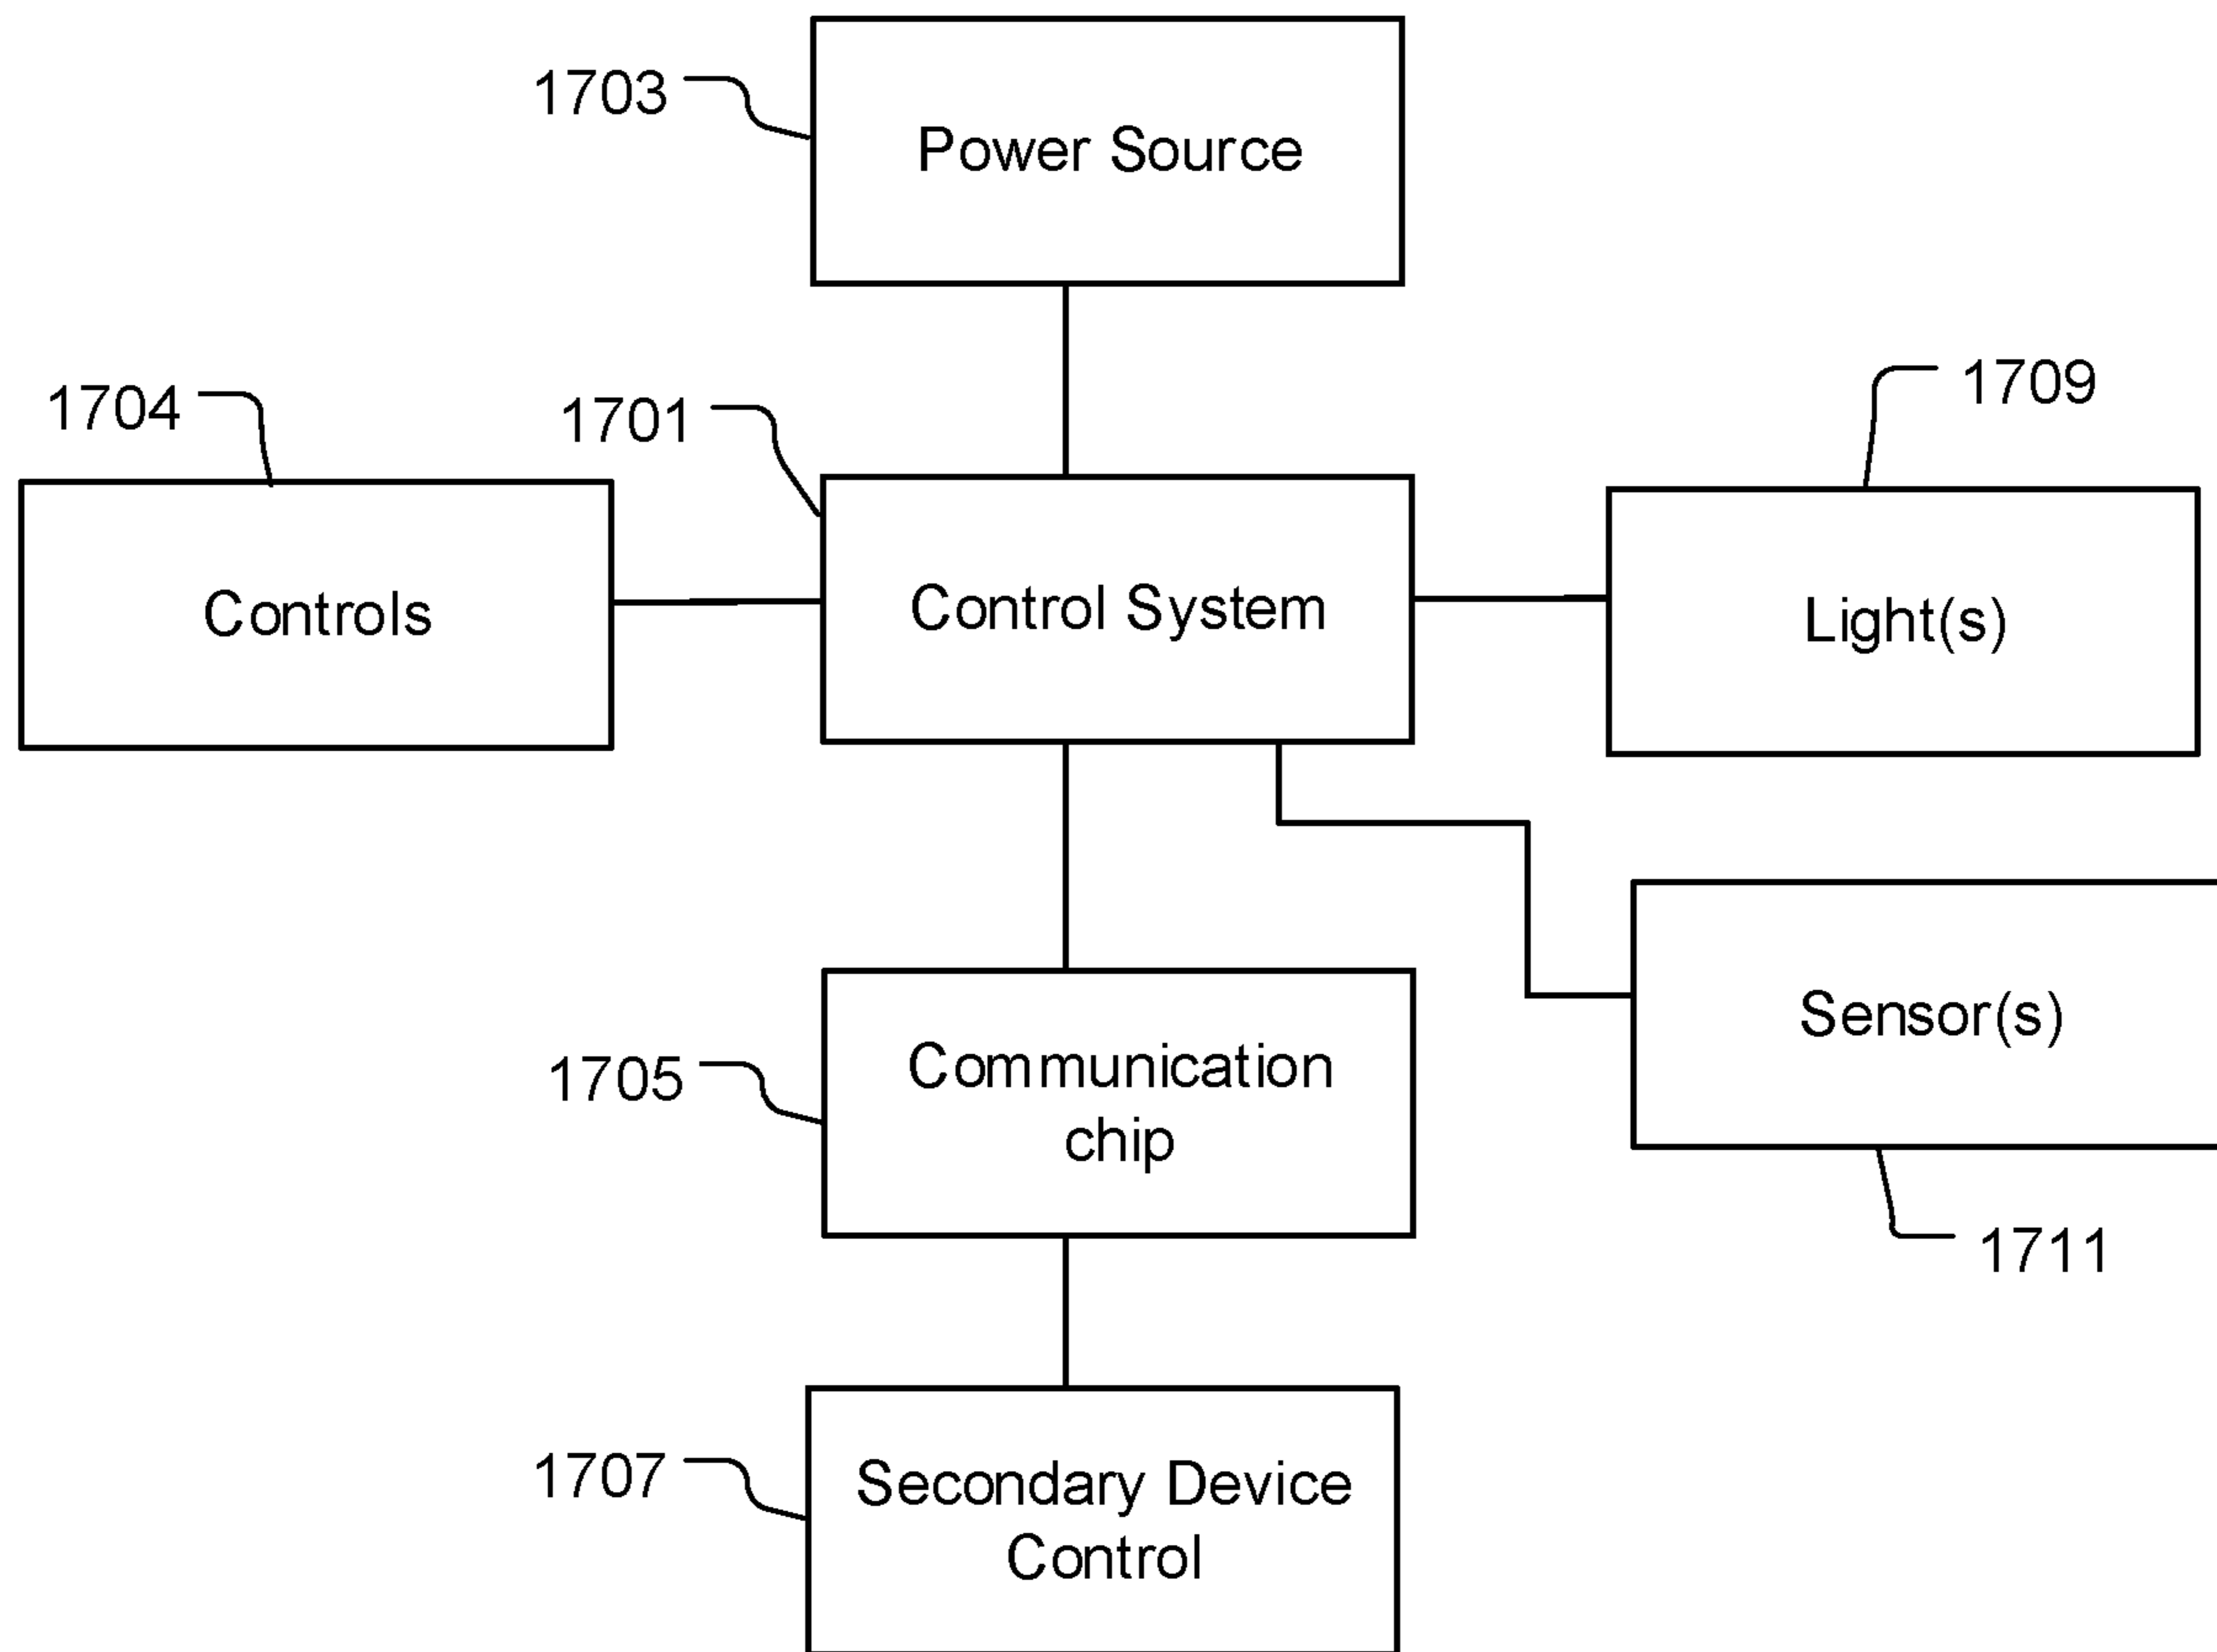 1703
Power Source
1704
1701
1709
Controls
Control System
Light(s)
1705
Communication
chip
Sensor(s)
1711
1707
Secondary Device
Control